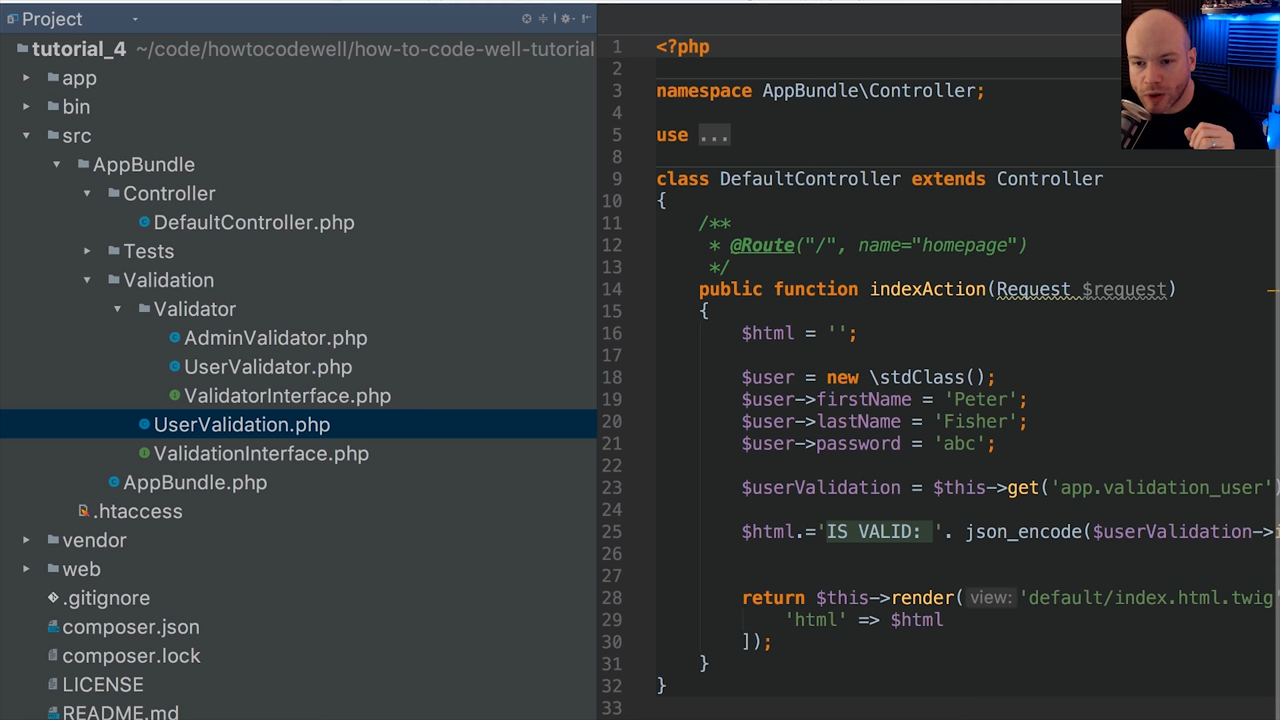 Project
tutorial_4 ~/code/howtocodewell/how-to-code-well-tutorial
app
bin
src
AppBundle
Controller
DefaultController.php
Tests
Validation
Validator
AdminValidator.php
UserValidator.php
ValidatorInterface.php
UserValidation.php
ValidationInterface.php
AppBundle.php
.htaccess
vendor
web
.gitignore
composer.json
composer.lock
LICENSE
README.md
1 <?php
2
3 namespace AppBundle\Controller;
4
5 use ...
8
9 class DefaultController extends Controller
10 {
11 /**
12 * @Route("/", name="homepage")
13 */
14 public function indexAction(Request $request)
15 {
16 $html = '';
17
18 $user = new \stdClass();
19 $user->firstName = 'Peter';
20 $user->lastName = 'Fisher';
21 $user->password = 'abc';
22
23 $userValidation = $this->get('app.validation_user')
24
25 $html.='IS VALID: '. json_encode($userValidation->
26
27
28 return $this->render( view: 'default/index.html.twig
29 'html' => $html
30 ]);
31 }
32 }
33